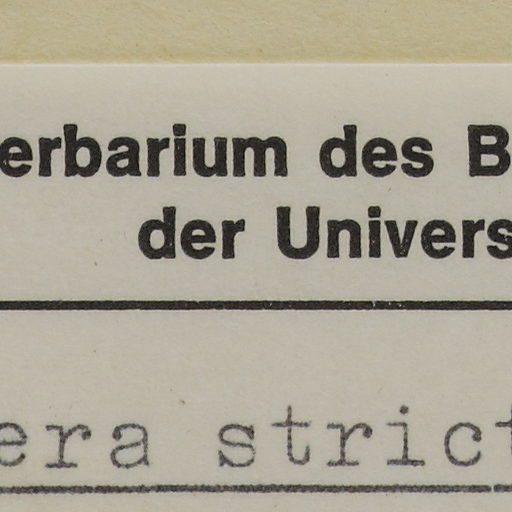 erbarium des B
der Univers
era strict